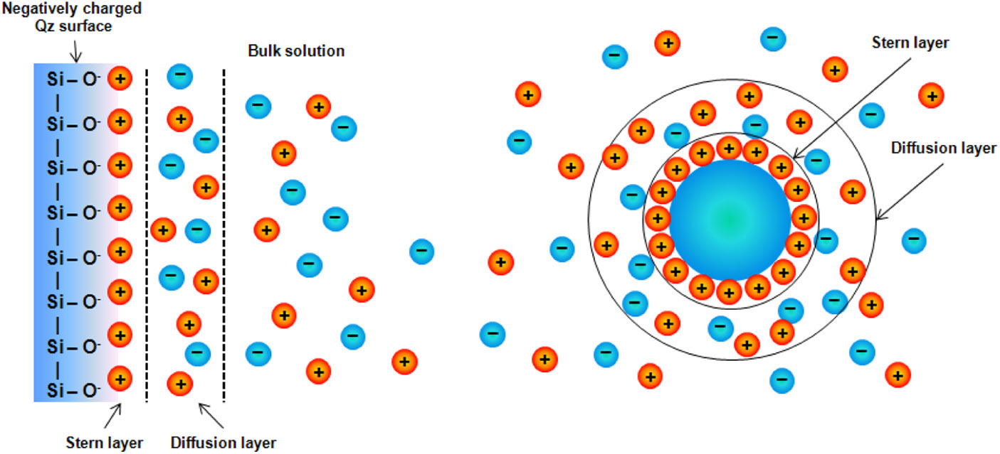 Negatively charged
Qz surface
Bulk solution
Si – O⁻
Si – O⁻
Si – O⁻
Si – O⁻
Si – O⁻
Si – O⁻
Si – O⁻
Si – O⁻
Stern layer
Diffusion layer
Stern layer
Diffusion layer